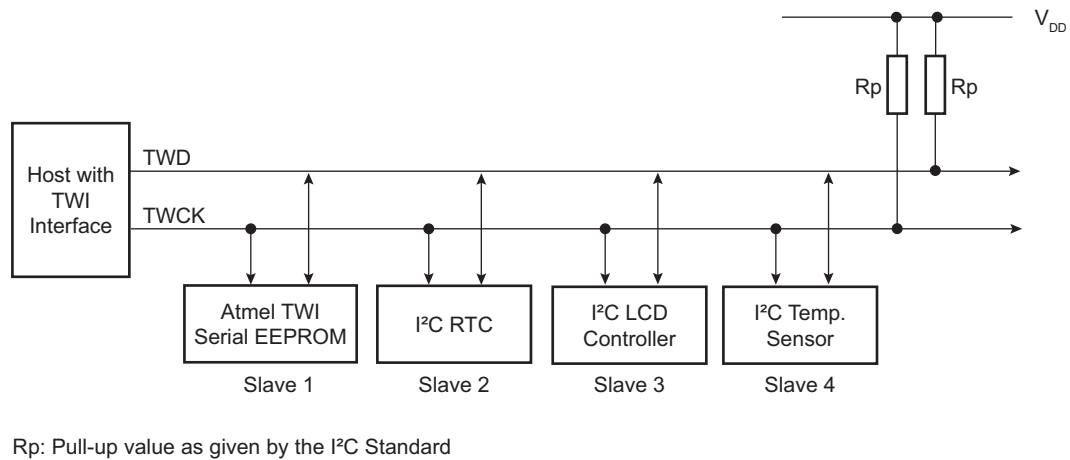 V_DD
Rp
Rp
Host with
TWI
Interface
TWD
TWCK
Atmel TWI
Serial EEPROM
I²C RTC
I²C LCD
Controller
I²C Temp.
Sensor
Slave 1
Slave 2
Slave 3
Slave 4
Rp: Pull-up value as given by the I²C Standard